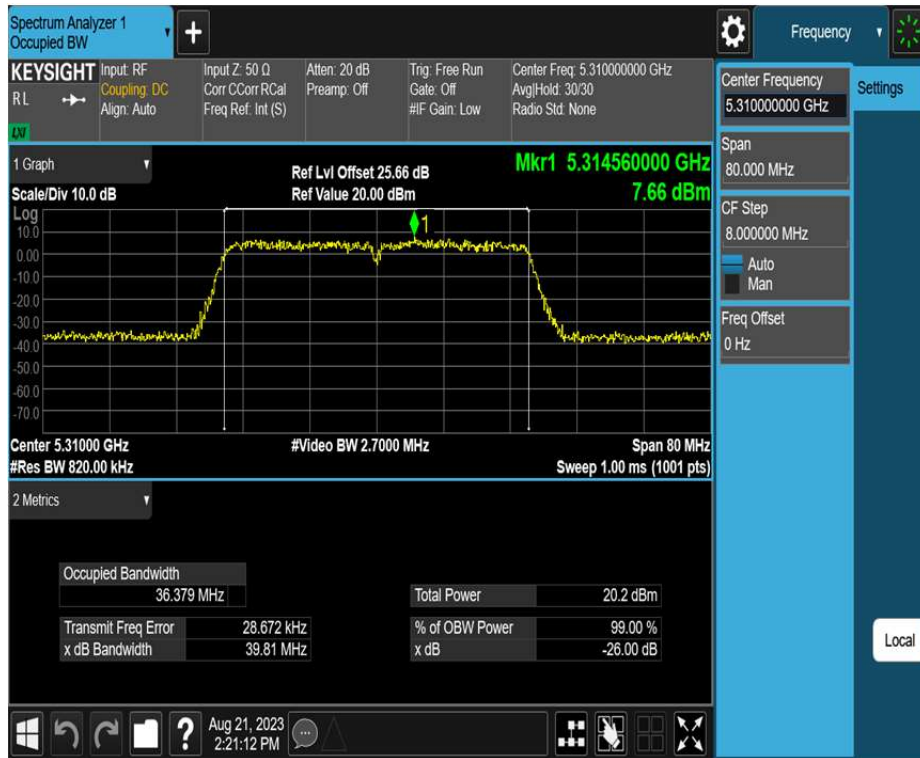 Spectrum Analyzer 1
Occupied BW
+
Frequency
KEYSIGHT
R L
LXI
Input: RF
Coupling: DC
Align: Auto
Input Z: 50 Ω
Corr CCorr RCal
Freq Ref: Int (S)
Atten: 20 dB
Preamp: Off
Trig: Free Run
Gate: Off
#IF Gain: Low
Center Freq: 5.310000000 GHz
Avg|Hold: 30/30
Radio Std: None
Center Frequency
5.310000000 GHz
Settings
Span
80.000 MHz
CF Step
8.000000 MHz
Auto
Man
Freq Offset
0 Hz
Local
1 Graph
Scale/Div 10.0 dB
Ref Lvl Offset 25.66 dB
Ref Value 20.00 dBm
Mkr1 5.314560000 GHz
7.66 dBm
Log
1
10.0
0.00
-10.0
-20.0
-30.0
-40.0
-50.0
-60.0
-70.0
Center 5.31000 GHz
#Video BW 2.7000 MHz
Span 80 MHz
#Res BW 820.00 kHz
Sweep 1.00 ms (1001 pts)
2 Metrics
Occupied Bandwidth
36.379 MHz
Total Power 20.2 dBm
Transmit Freq Error 28.672 kHz
% of OBW Power 99.00 %
x dB Bandwidth 39.81 MHz
x dB -26.00 dB
?
Aug 21, 2023
2:21:12 PM